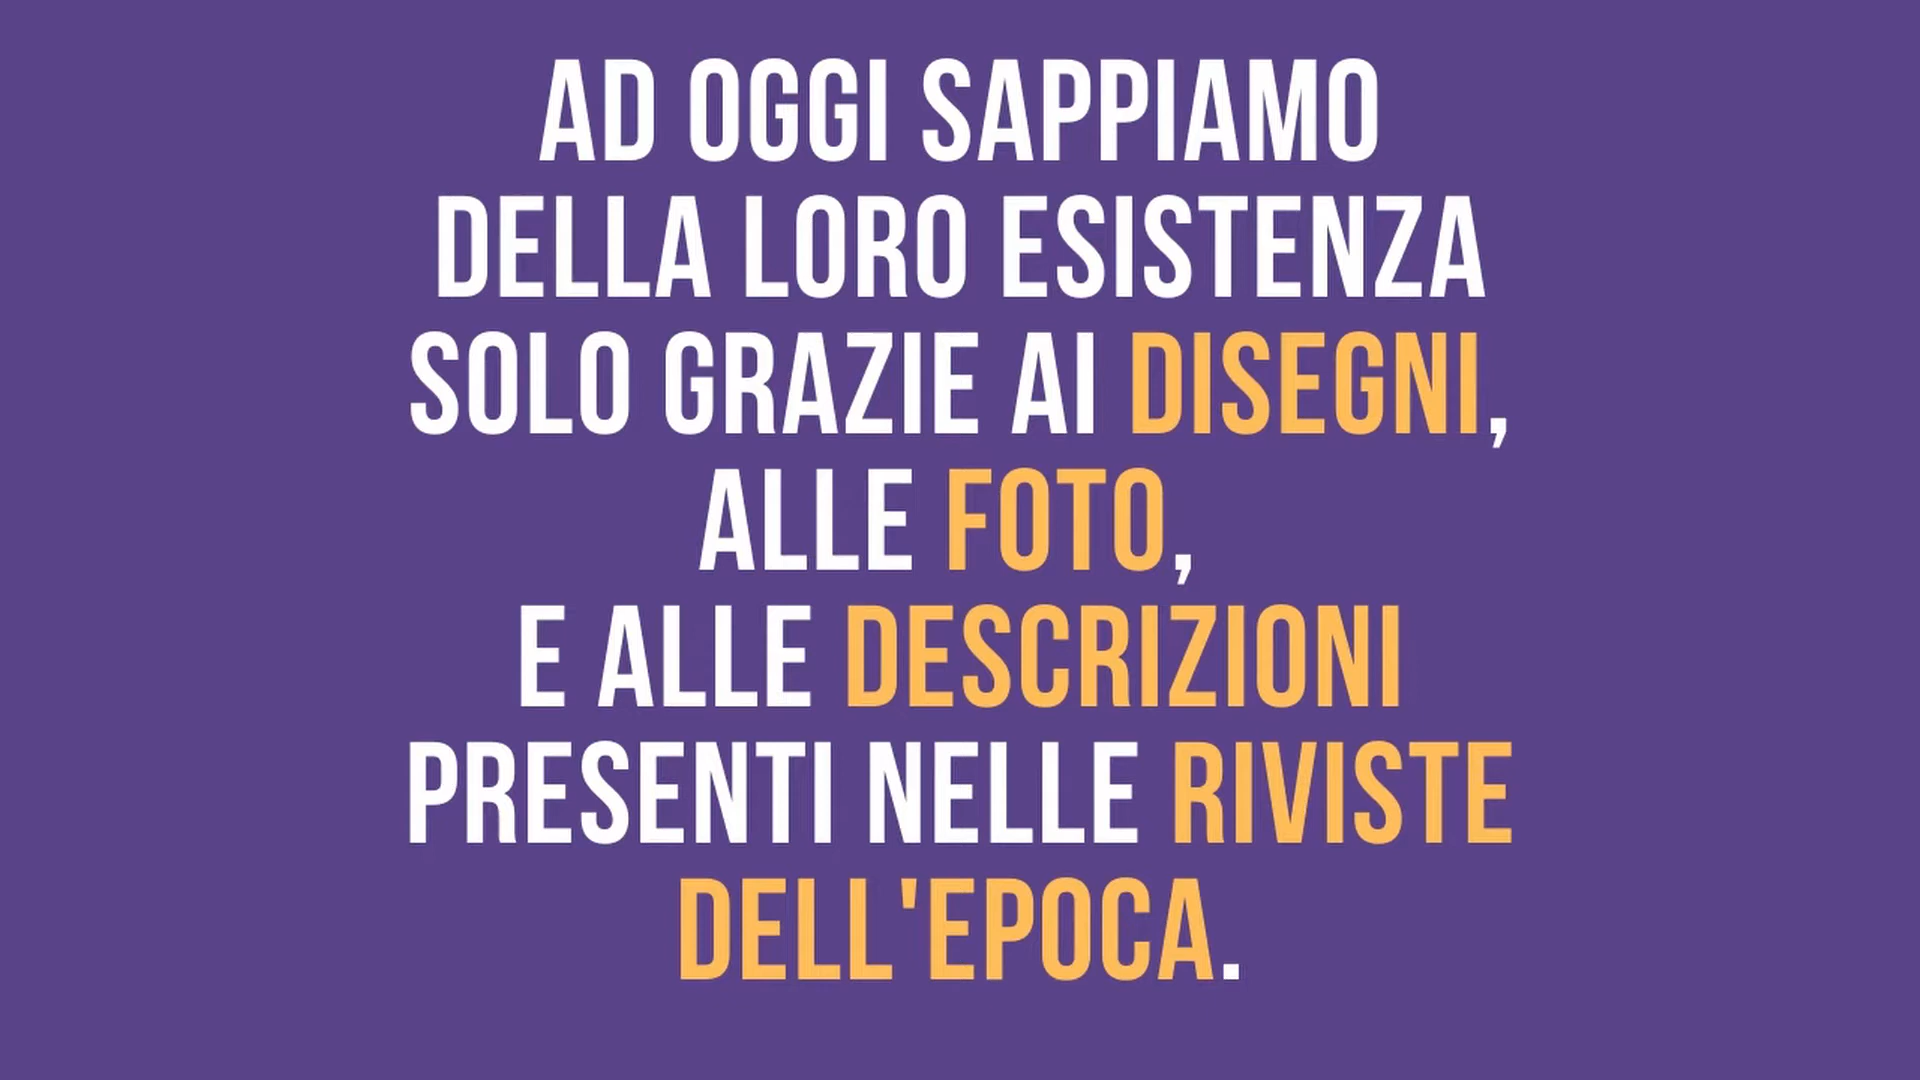 AD OGGI SAPPIAMO
DELLA LORO ESISTENZA
SOLO GRAZIE AI DISEGNI,
ALLE FOTO,
E ALLE DESCRIZIONI
PRESENTI NELLE RIVISTE
DELL'EPOCA.